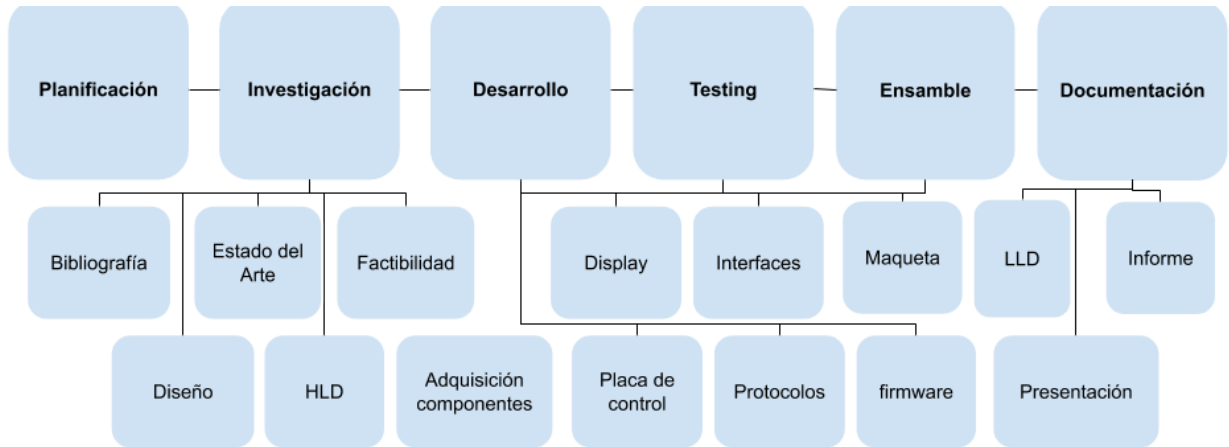 Planificación
Investigación
Desarrollo
Testing
Ensamble
Documentación
Bibliografía
Estado del
Arte
Factibilidad
Display
Interfaces
Maqueta
LLD
Informe
Diseño
HLD
Adquisición
componentes
Placa de
control
Protocolos
firmware
Presentación